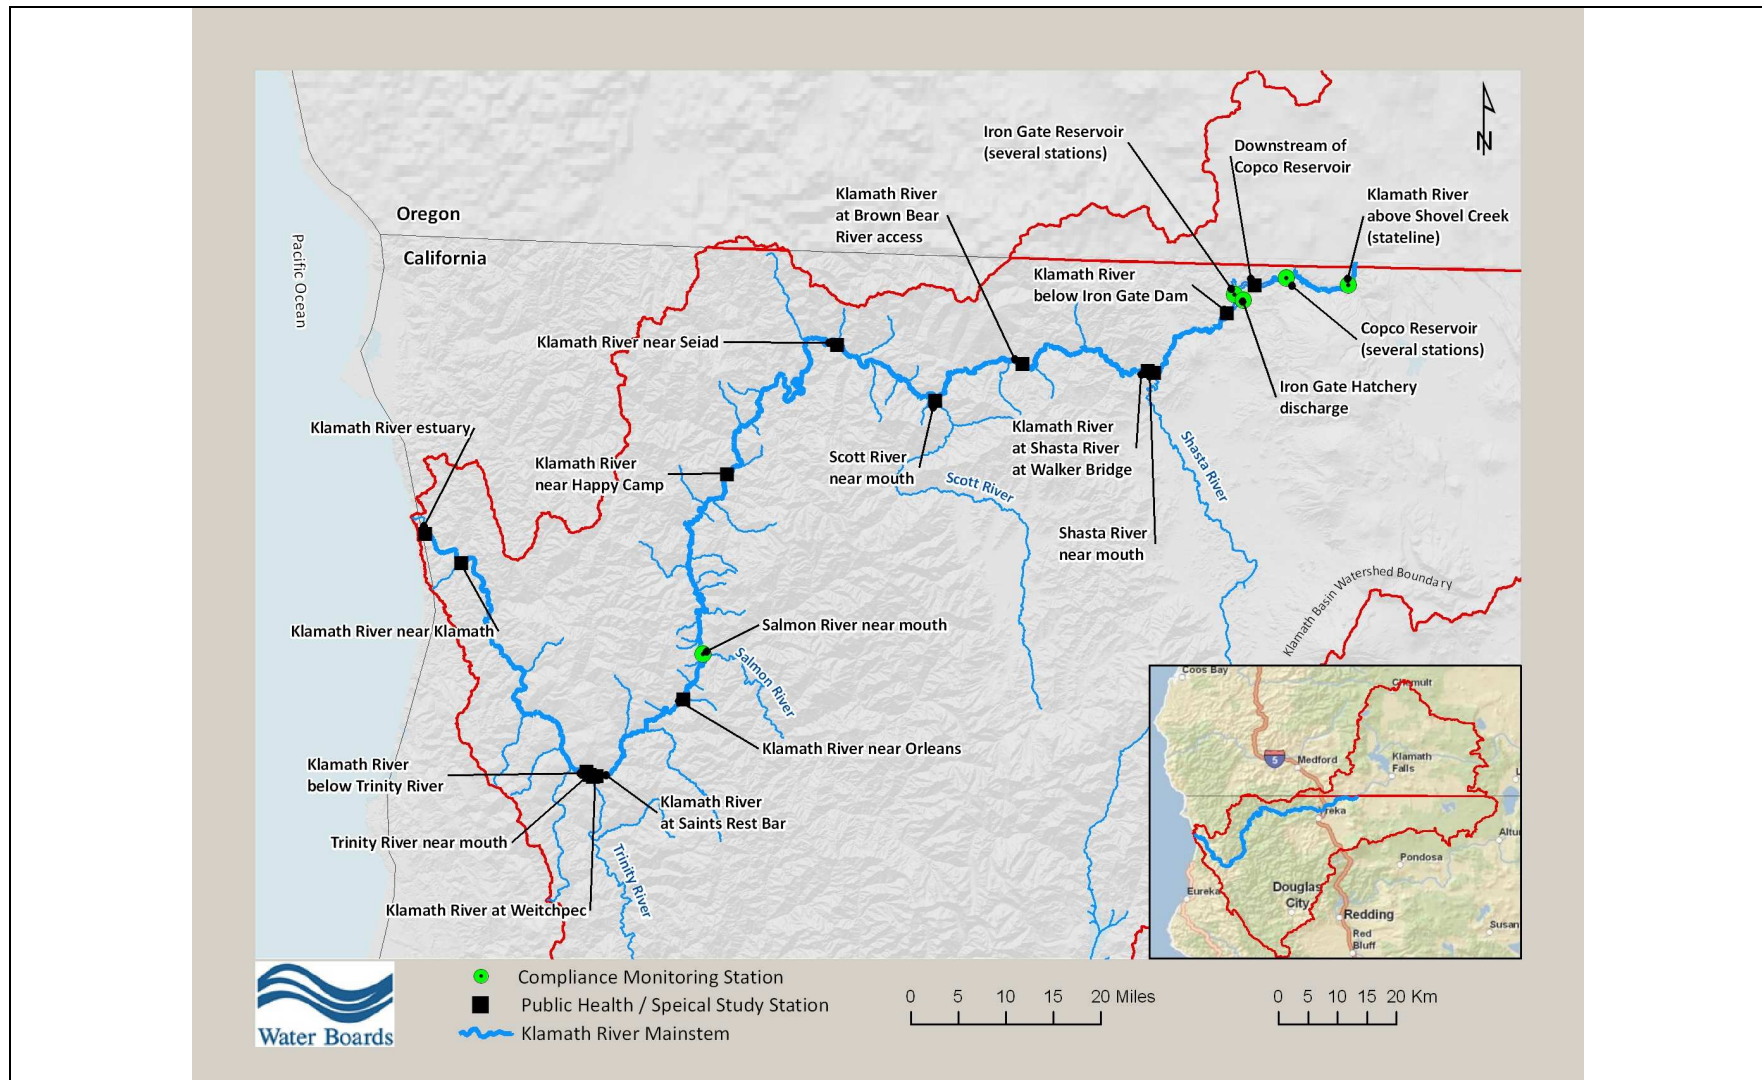 Iron Gate Reservoir
(several stations)
Downstream of
Copco Reservoir
N
Klamath River
at Brown Bear
River access
Klamath River
above Shovel Creek
(stateline)
Oregon
California
Pacific Ocean
Klamath River
below Iron Gate Dam
Copco Reservoir
(several stations)
Klamath River near Seiad
Iron Gate Hatchery
discharge
Klamath River estuary
Klamath River
near Happy Camp
Scott River
near mouth
Klamath River
at Shasta River
at Walker Bridge
Shasta River
Scott River
Shasta River
near mouth
Klamath Basin Watershed Boundary
Klamath River near Klamath
Salmon River near mouth
Salmon River
Klamath River near Orleans
Klamath River
below Trinity River
Klamath River
at Saints Rest Bar
Trinity River near mouth
Trinity River
Klamath River at Weitchpec
Coos Bay
Chemult
5
Medford
Klamath
Falls
Yreka
Altu
Pondosa
Eureka
Douglas
City
Redding
Red
Bluff
Susan
Water Boards
Compliance Monitoring Station
Public Health / Speical Study Station
Klamath River Mainstem
0 5 10 15 20 Miles
0 5 10 15 20 Km